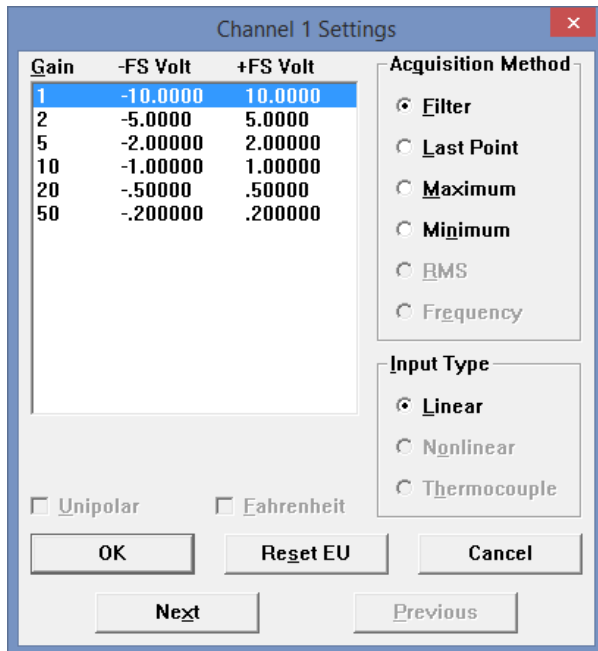 Channel 1 Settings
Gain -FS Volt +FS Volt
1 -10.0000 10.0000
2 -5.0000 5.0000
5 -2.00000 2.00000
10 -1.00000 1.00000
20 -.50000 .50000
50 -.200000 .200000
Acquisition Method
Filter
Last Point
Maximum
Minimum
RMS
Frequency
Input Type
Linear
Nonlinear
Thermocouple
Unipolar
Fahrenheit
OK
Reset EU
Cancel
Next
Previous